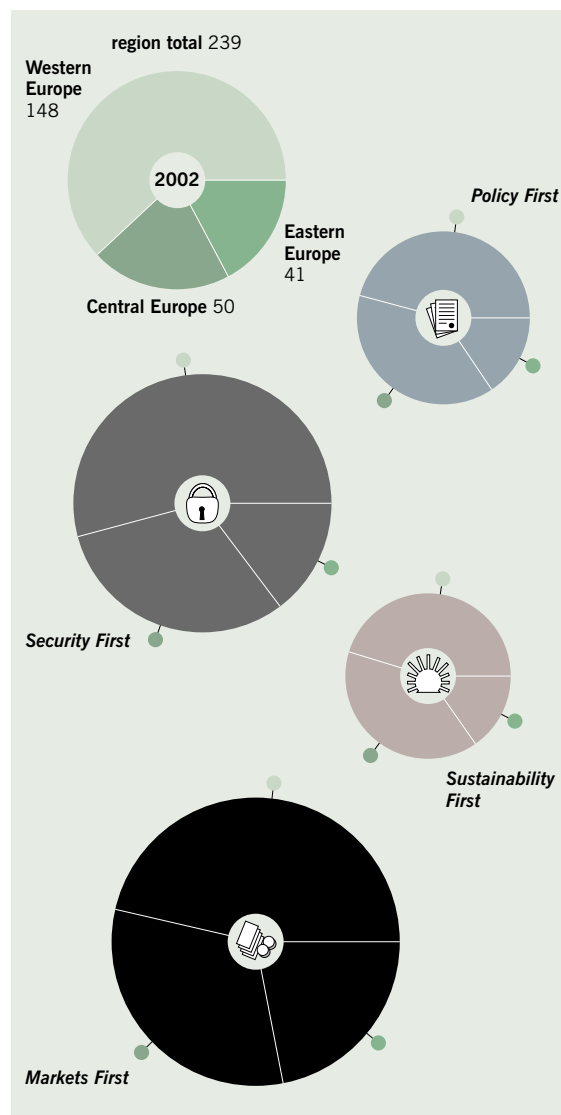 region total 239
Western
Europe
148
2002
Eastern
Europe
41
Central Europe 50
Policy First
Security First
Sustainability
First
Markets First